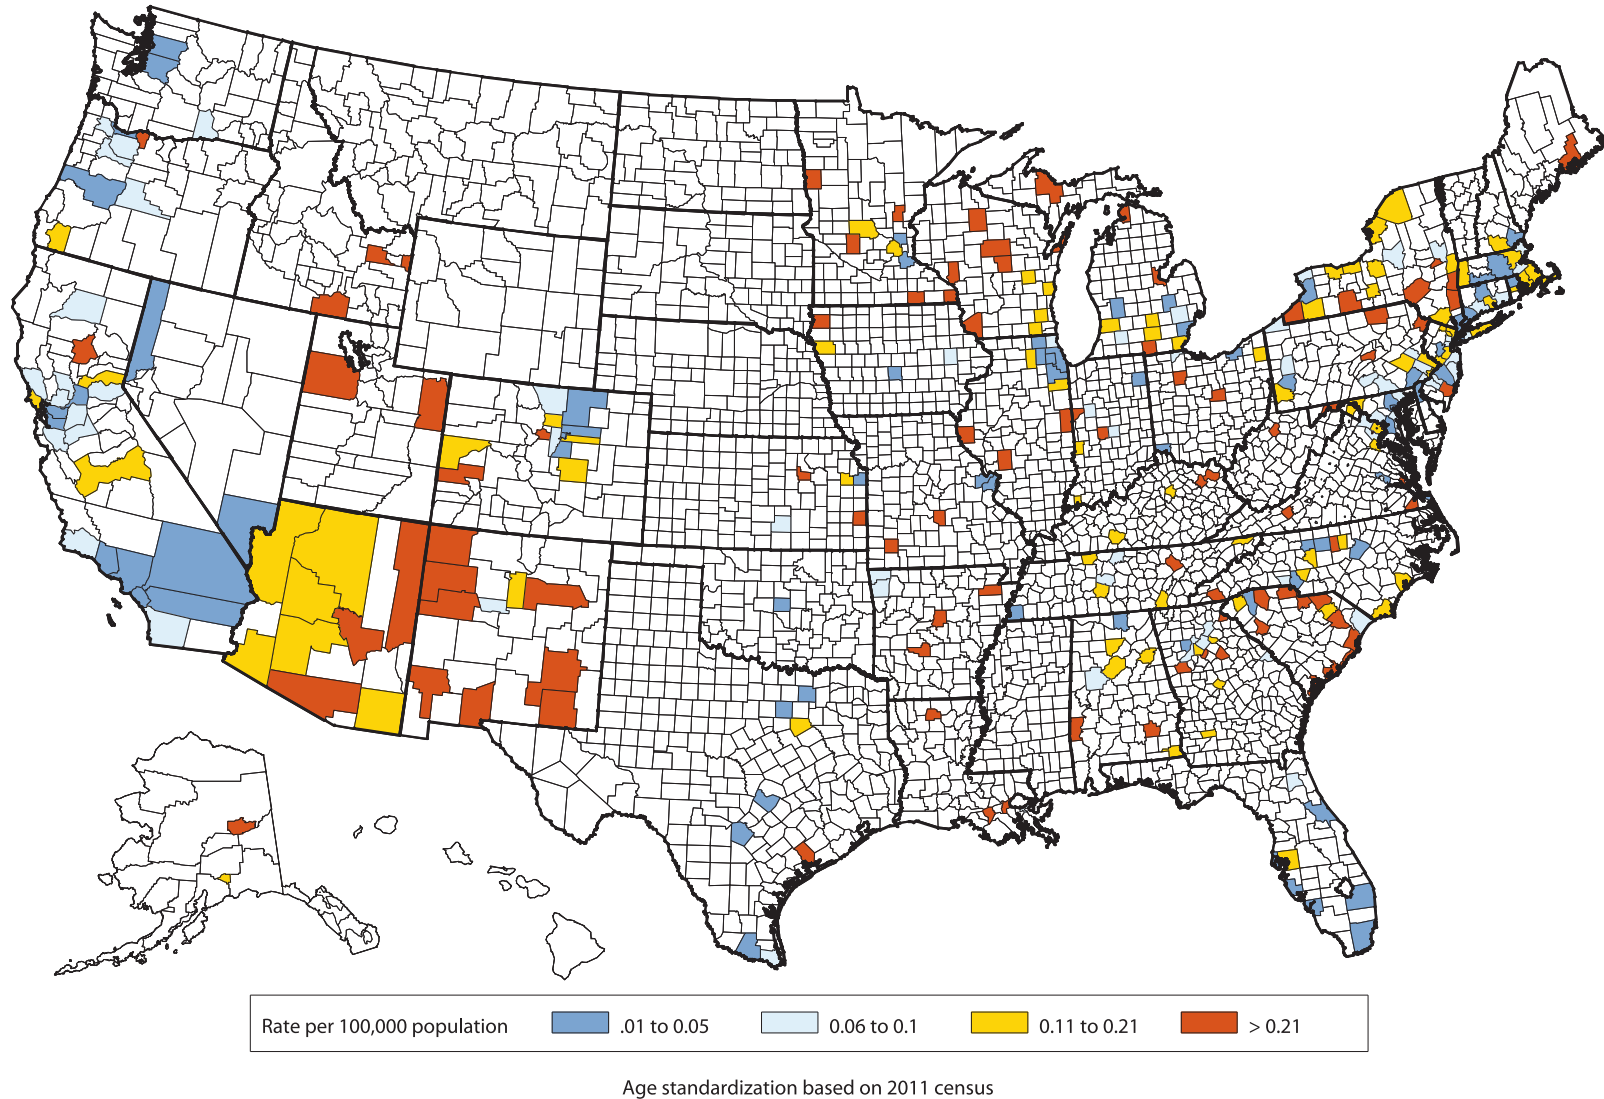 Rate per 100,000 population .01 to 0.05 0.06 to 0.1 0.11 to 0.21 > 0.21
Age standardization based on 2011 census